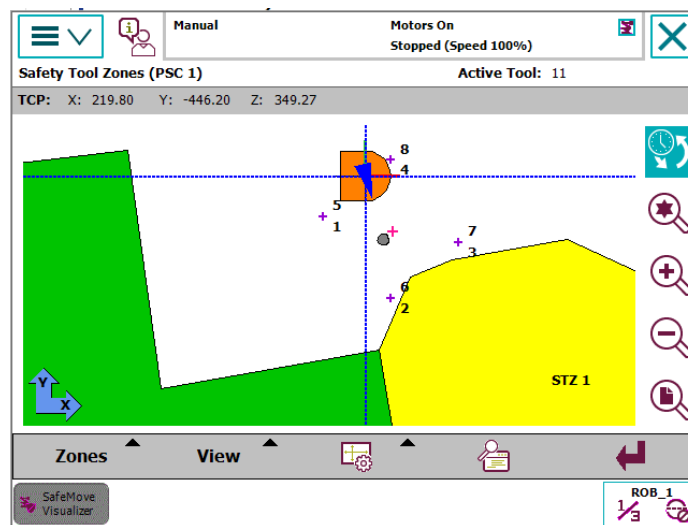 Manual
Motors On
Stopped (Speed 100%)
Safety Tool Zones (PSC 1)
Active Tool: 11
TCP: X: 219.80 Y: -446.20 Z: 349.27
8
4
5
1
7
3
6
2
STZ 1
Y
X
Zones
View
SafeMove
Visualizer
ROB_1
1/3